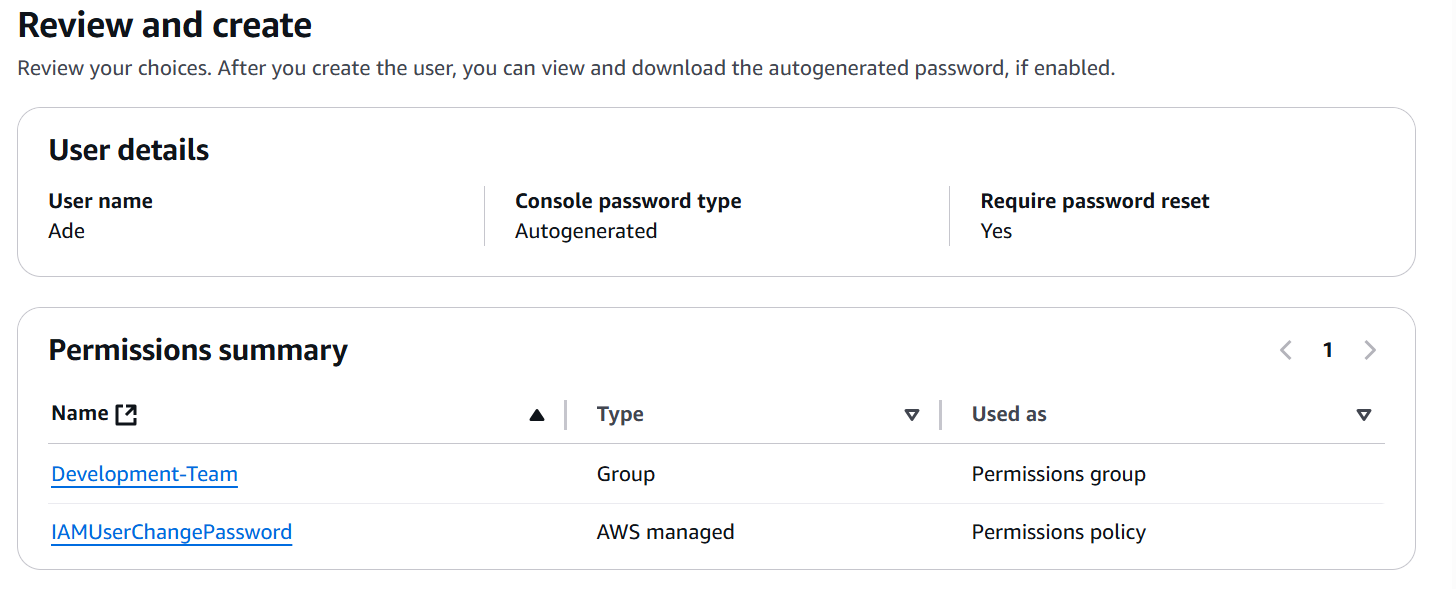 Review and create
Review your choices. After you create the user, you can view and download the autogenerated password, if enabled.
User details
User name Console password type Require password reset
Ade Autogenerated Yes
Permissions summary 1
Name Type Used as
Development-Team Group Permissions group
IAMUserChangePassword AWS managed Permissions policy